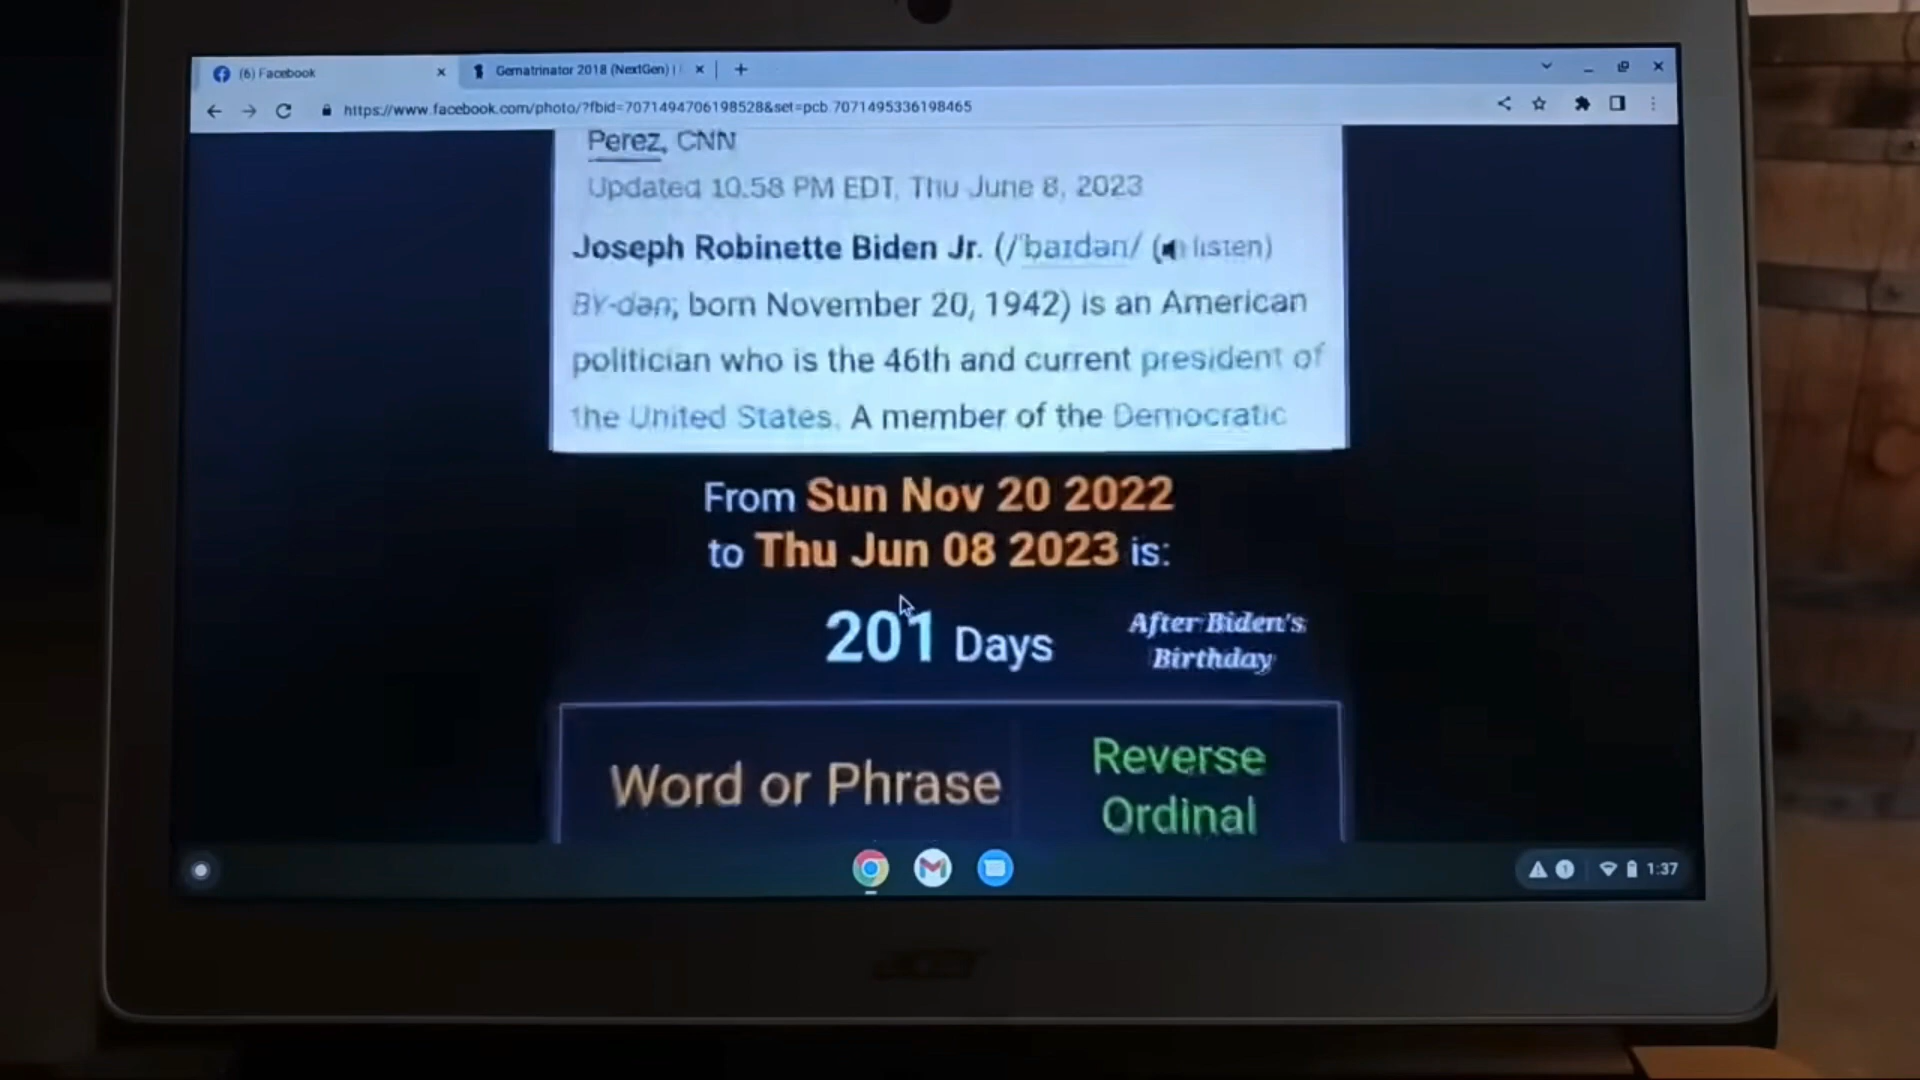 (6) Facebook
Gematrinator 2018 (NextGen) |
https://www.facebook.com/photo/?fbid=7071494706198528&set=pcb.7071495336198465
Perez, CNN
Updated 10:58 PM EDT, Thu June 8, 2023
Joseph Robinette Biden Jr. (/ˈbaɪdən/ (listen)
BY-dən; born November 20, 1942) is an American
politician who is the 46th and current president of
the United States. A member of the Democratic
From Sun Nov 20 2022
to Thu Jun 08 2023 is:
201 Days
After Biden's
Birthday
Word or Phrase
Reverse
Ordinal
1:37
acer